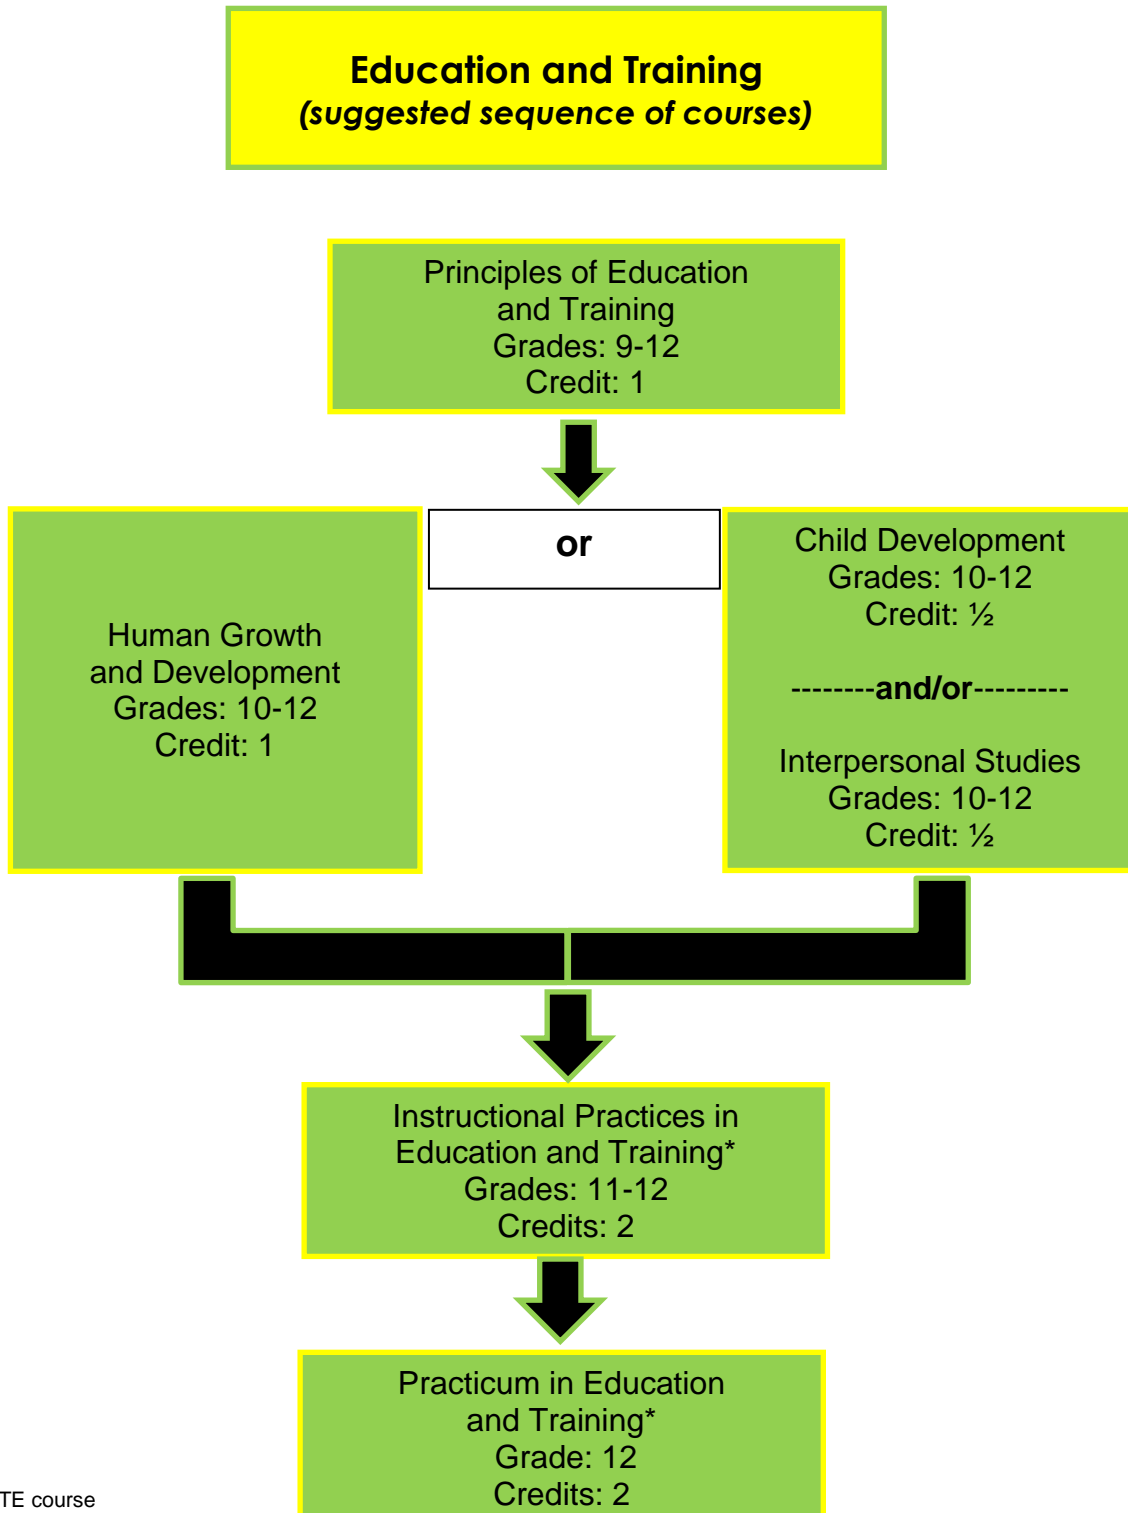 Education and Training
(suggested sequence of courses)
Principles of Education
and Training
Grades: 9-12
Credit: 1
or
Human Growth
and Development
Grades: 10-12
Credit: 1
Child Development
Grades: 10-12
Credit: ½
--------and/or---------
Interpersonal Studies
Grades: 10-12
Credit: ½
Instructional Practices in
Education and Training*
Grades: 11-12
Credits: 2
Practicum in Education
and Training*
Grade: 12
Credits: 2
TE course